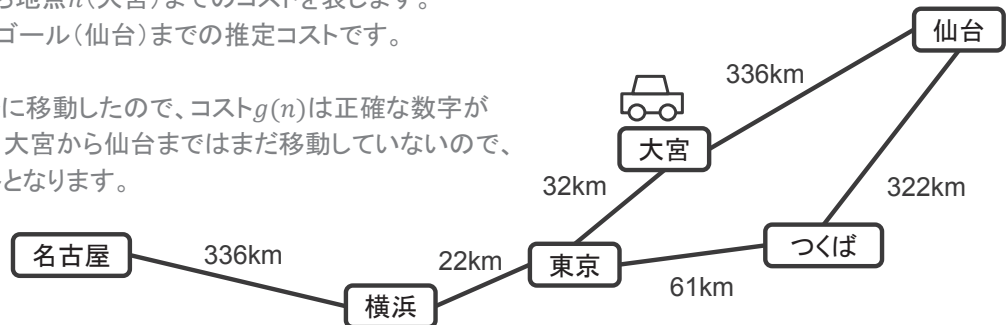 ら地点n(大宮)までのコストを表します。
ゴール(仙台)までの推定コストです。
に移動したので、コストg(n)は正確な数字が
大宮から仙台まではまだ移動していないので、
となります。
仙台
336km
大宮
32km
322km
名古屋
336km
22km
東京
つくば
61km
横浜